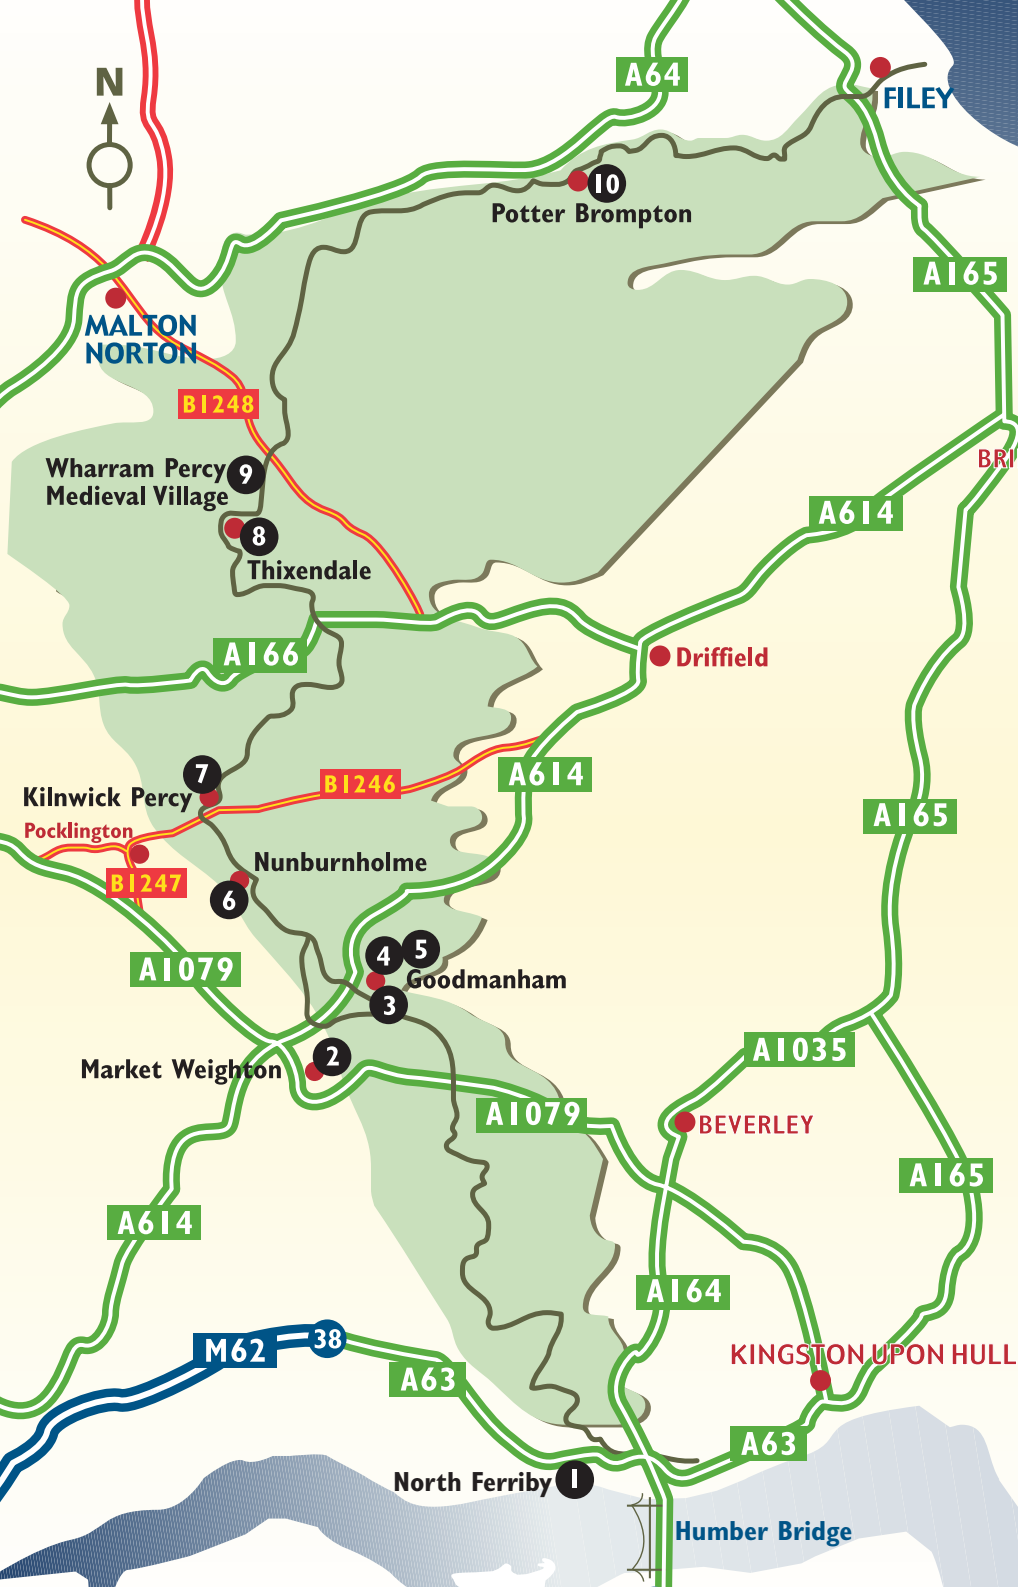 A64
N
FILEY
10
Potter Brompton
A165
MALTON
NORTON
B1248
BRI
Wharram Percy
Medieval Village
9
A614
8
Thixendale
A166
Driffield
7
A614
B1246
Kilnwick Percy
A165
Pocklington
Nunburnholme
B1247
6
4
5
A1079
Goodmanham
3
A1035
2
Market Weighton
A1079
BEVERLEY
A165
A614
A164
38
M62
KINGSTON UPON HULL
A63
A63
North Ferriby
1
Humber Bridge